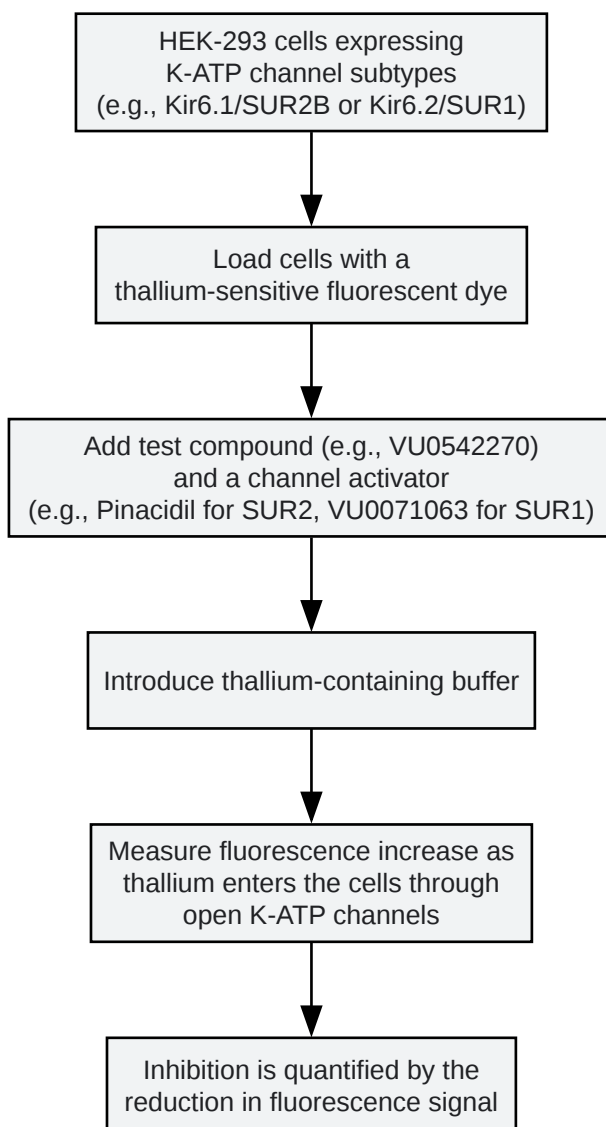 HEK-293 cells expressing
K-ATP channel subtypes
(e.g., Kir6.1/SUR2B or Kir6.2/SUR1)
Load cells with a
thallium-sensitive fluorescent dye
Add test compound (e.g., VU0542270)
and a channel activator
(e.g., Pinacidil for SUR2, VU0071063 for SUR1)
Introduce thallium-containing buffer
Measure fluorescence increase as
thallium enters the cells through
open K-ATP channels
Inhibition is quantified by the
reduction in fluorescence signal